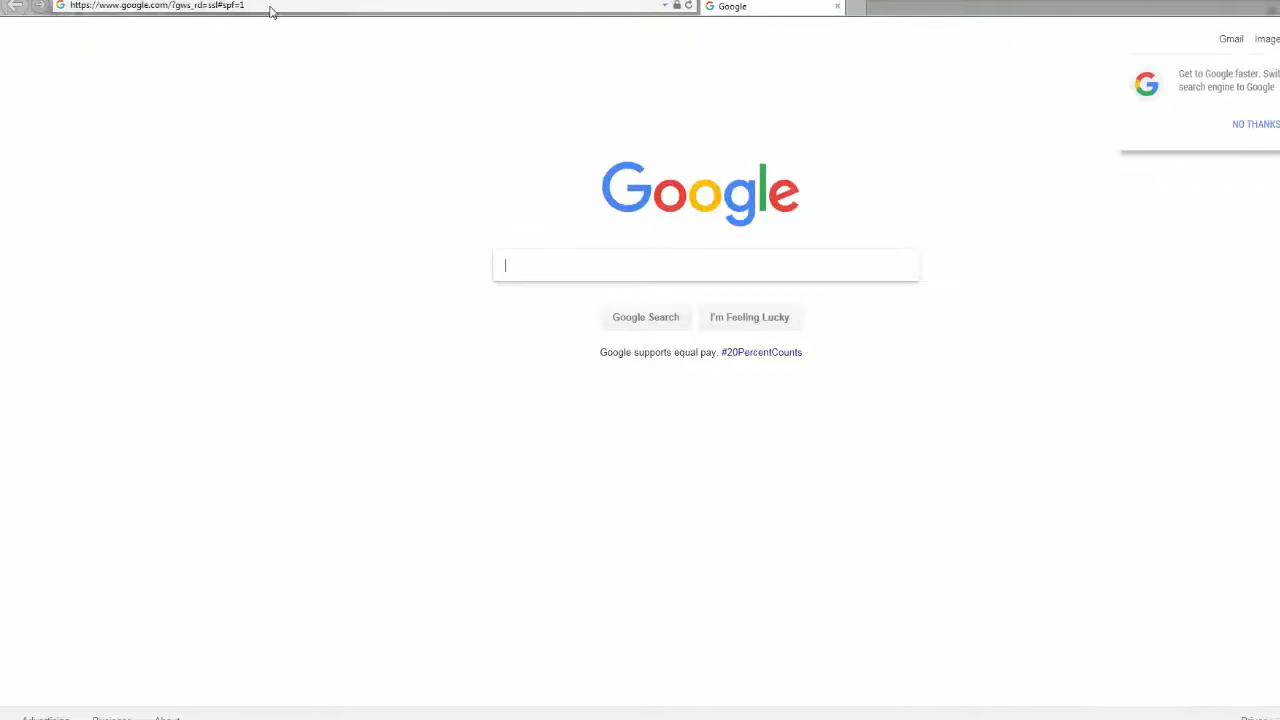 https://www.google.com/?gws_rd=ssl#spf=1
Google
Gmail
Image
Get to Google faster. Swit
search engine to Google
NO THANKS
Google
Google Search
I'm Feeling Lucky
Google supports equal pay. #20PercentCounts